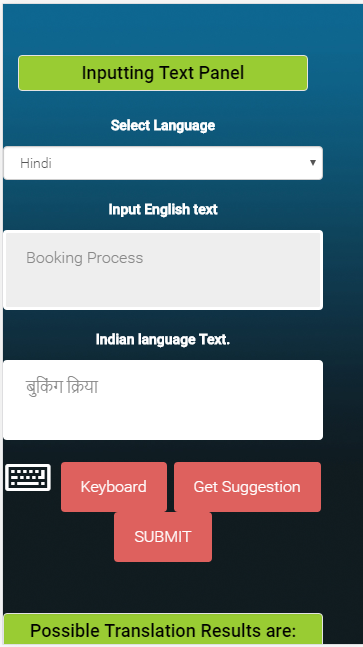 Inputting Text Panel
Select Language
Hindi
Input English text
Booking Process
Indian language Text.
बुकिंग क्रिया
Keyboard Get Suggestion
SUBMIT
Possible Translation Results are: